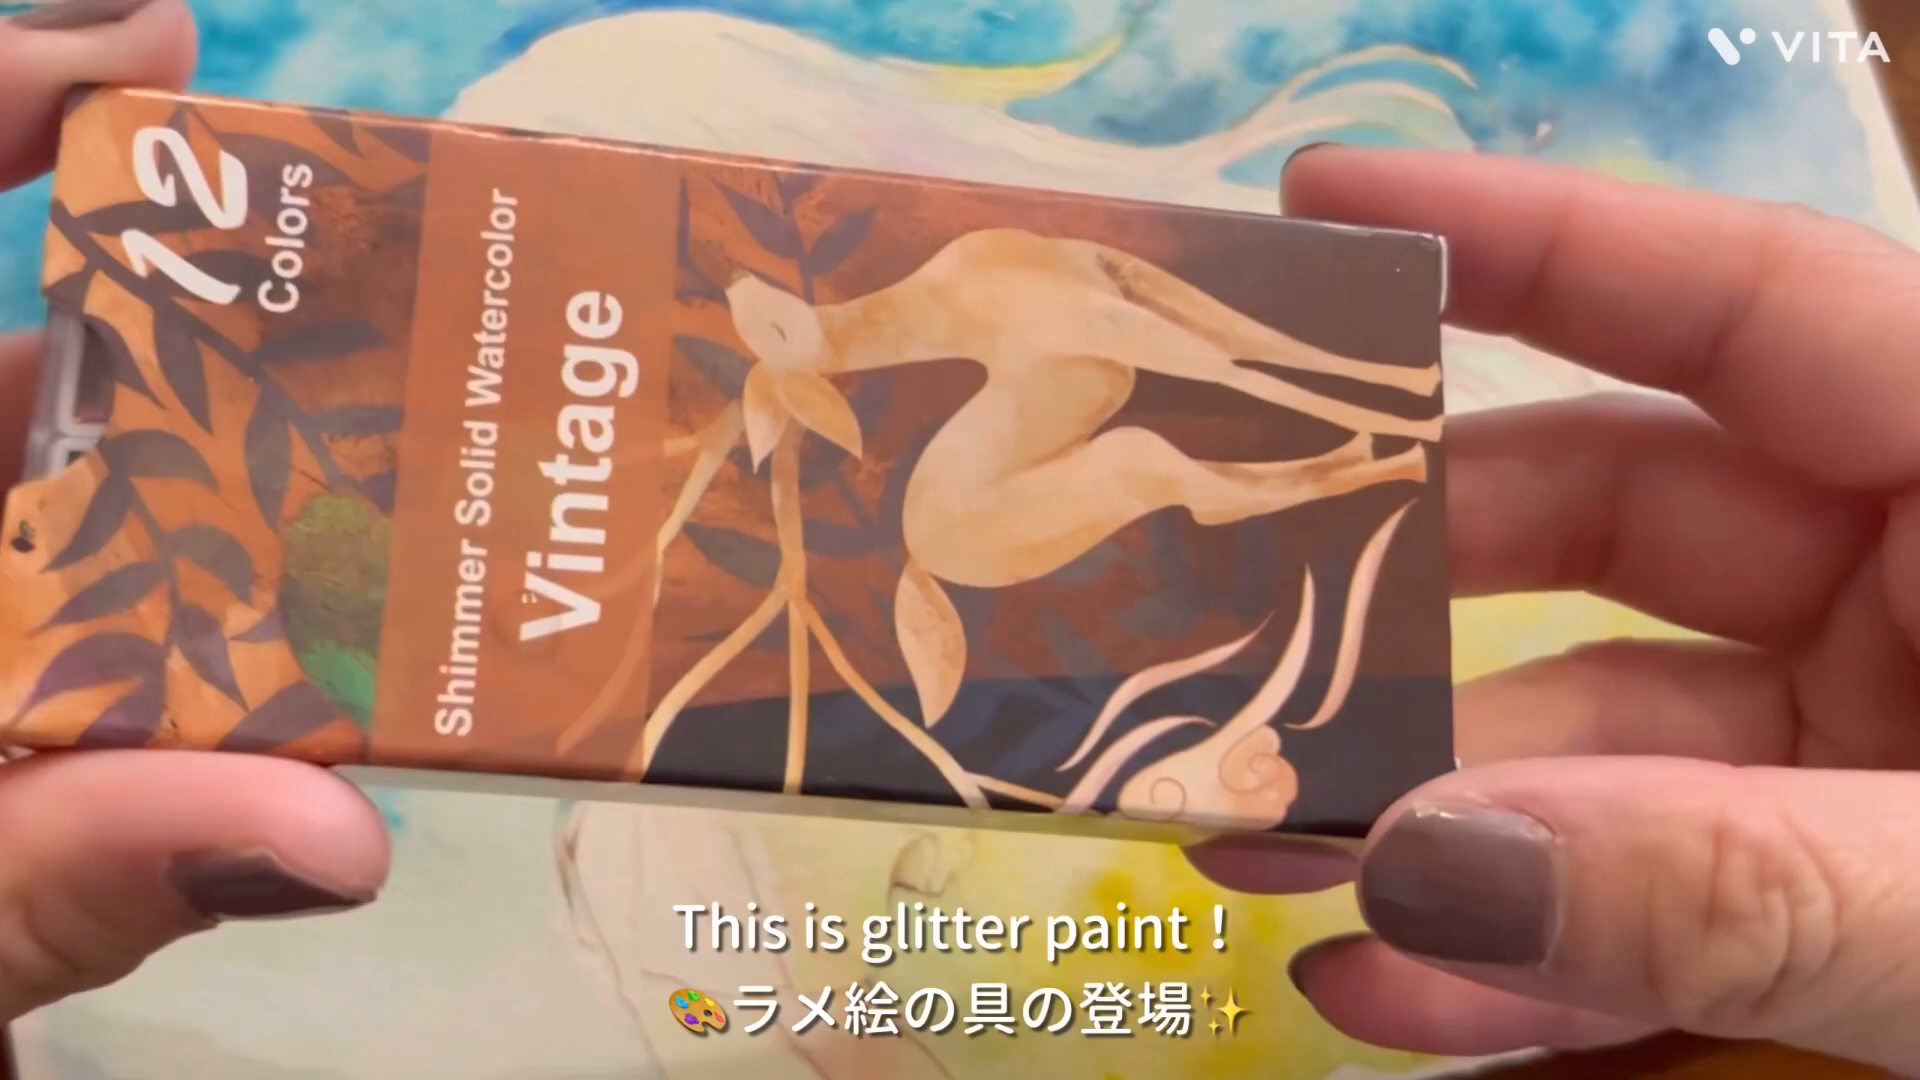 VITA
12
Colors
Shimmer Solid Watercolor
Vintage
This is glitter paint！
🎨ラメ絵の具の登場✨